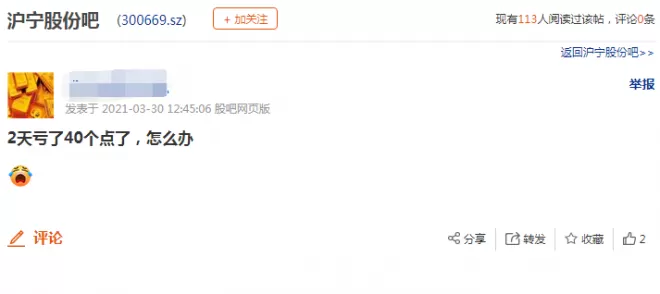 沪宁股份吧 (300669.sz) + 加关注 现有113人阅读过该帖，评论0条
返回沪宁股份吧>>
举报
发表于 2021-03-30 12:45:06 股吧网页版
2天亏了40个点了，怎么办
评论 分享 转发 收藏 2